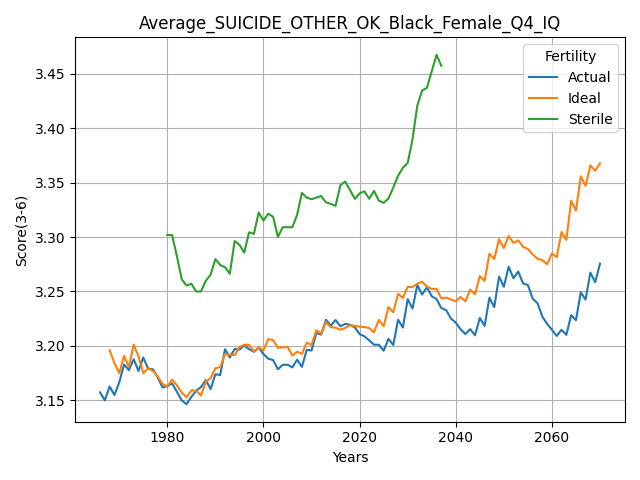 Average_SUICIDE_OTHER_OK_Black_Female_Q4_IQ
Fertility
Actual
Ideal
Sterile
Score(3-6)
3.45
3.40
3.35
3.30
3.25
3.20
3.15
1980
2000
2020
2040
2060
Years